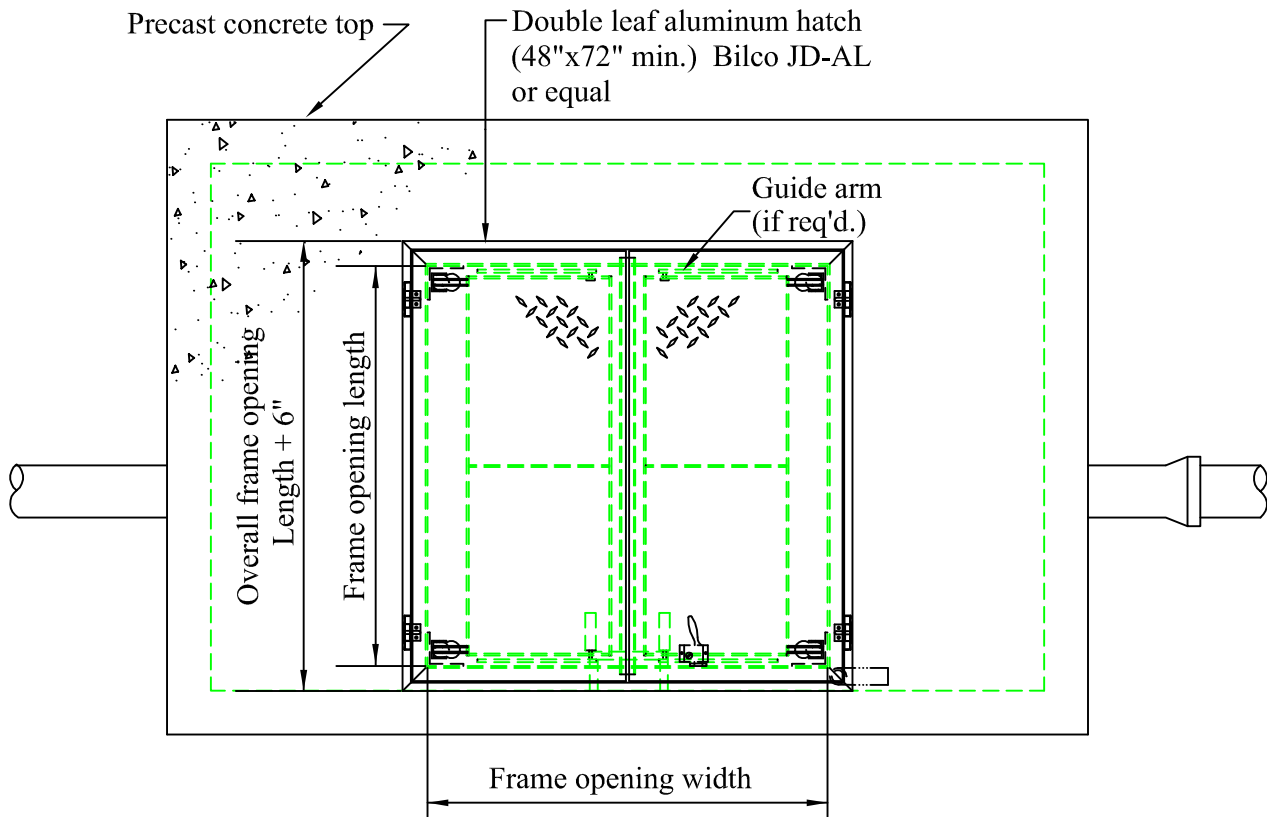 Precast concrete top
Double leaf aluminum hatch
(48"x72" min.)  Bilco JD-AL
or equal
Guide arm
(if req'd.)
Overall frame opening
Length + 6"
Frame opening length
Frame opening width